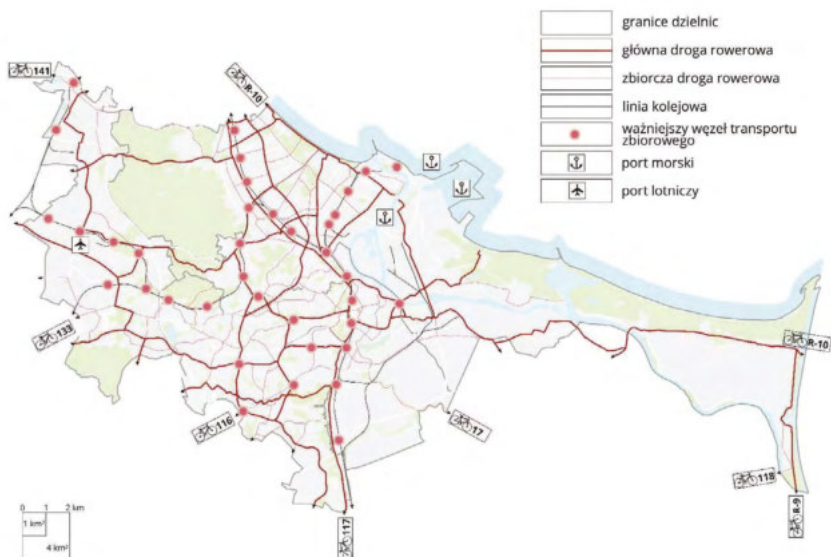 granice dzielnic
główna droga rowerowa
zbiorcza droga rowerowa
linia kolejowa
ważniejszy węzeł transportu
zbiorowego
port morski
port lotniczy
141
R-10
133
116
117
17
R-10
118
R-9
0 1 2 km
1 km²
4 km²